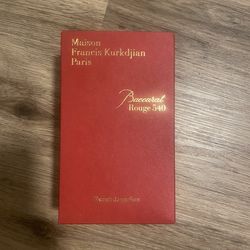 Maison
Francis Kurkdjian
Paris
Baccarat
Rouge 540